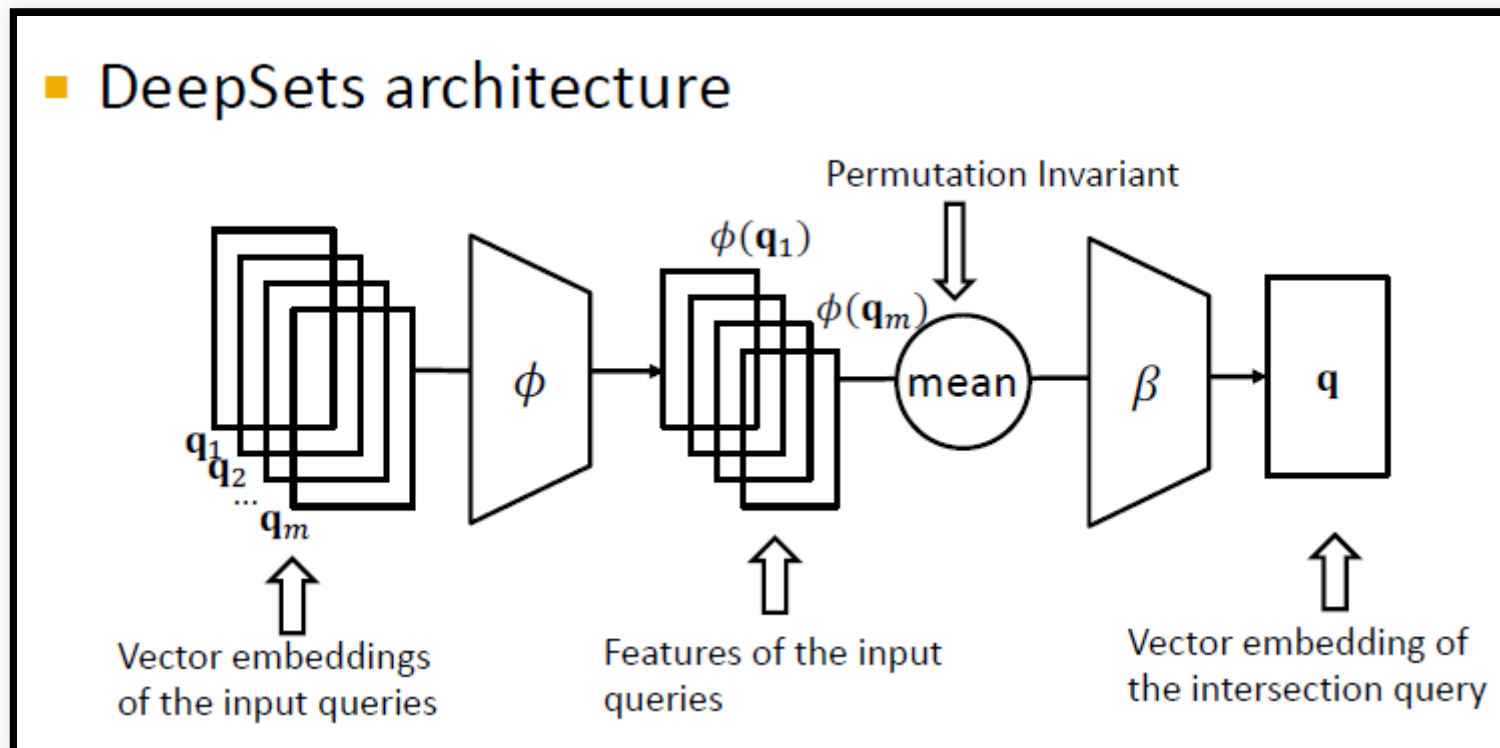 DeepSets architecture
Permutation Invariant
ϕ(q₁)
ϕ(qₘ)
ϕ
mean
β
q
q₁
q₂
...
qₘ
Vector embeddings
of the input queries
Features of the input
queries
Vector embedding of
the intersection query